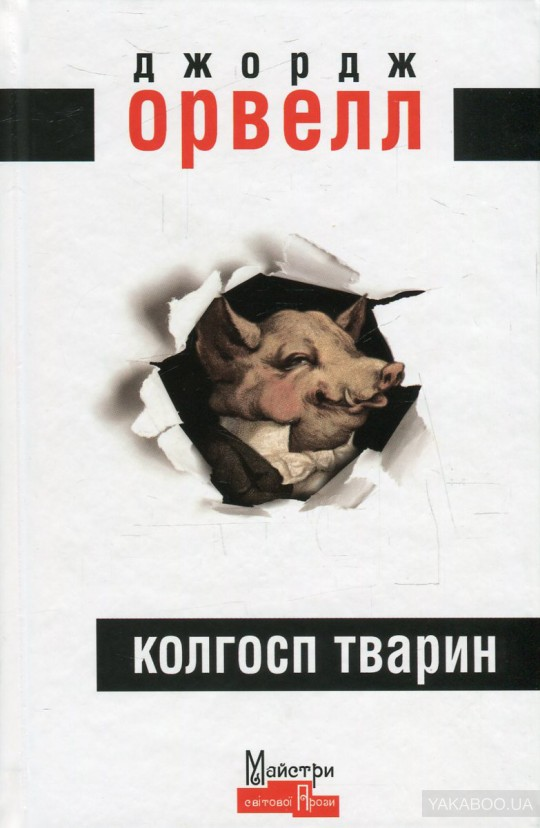 джордж
ОРВЕЛЛ
КОЛГОСП ТВАРИН
Майстри
світової Прози
YAKABOO.UA